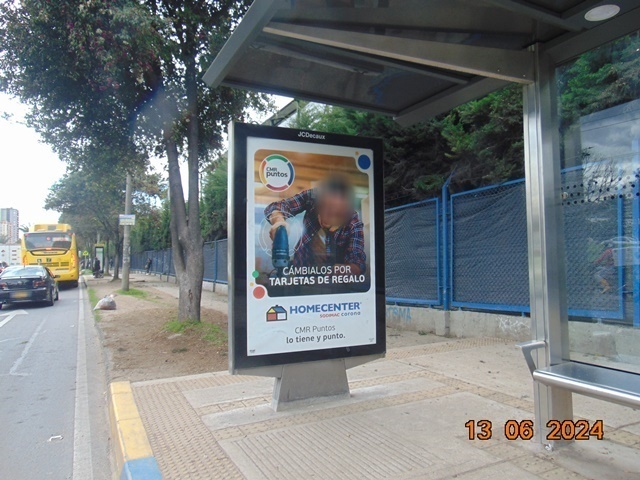 JCDecaux
CMR
puntos
CÁMBIALOS POR
TARJETAS DE REGALO
HOMECENTER
SODIMAC corona
CMR Puntos
lo tiene y punto.
13 06 2024